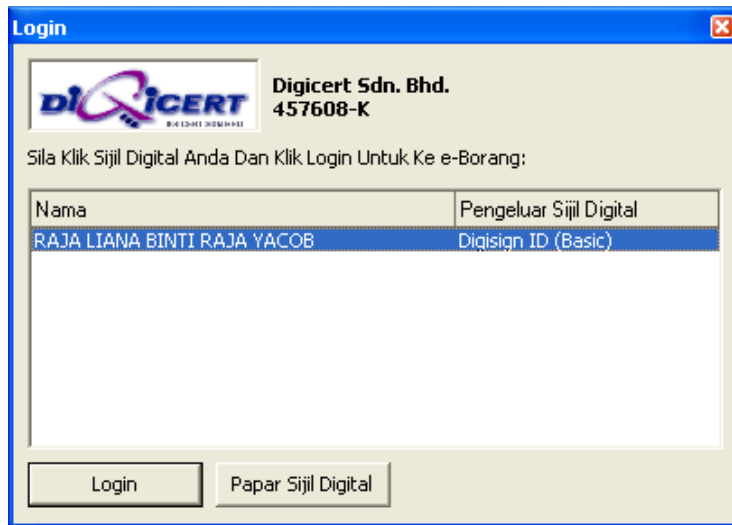 Login
DIGICERT
Digicert Sdn. Bhd.
457608-K
Sila Klik Sijil Digital Anda Dan Klik Login Untuk Ke e-Borang:
Nama Pengeluar Sijil Digital
RAJA LIANA BINTI RAJA YACOB Digisign ID (Basic)
Login Papar Sijil Digital